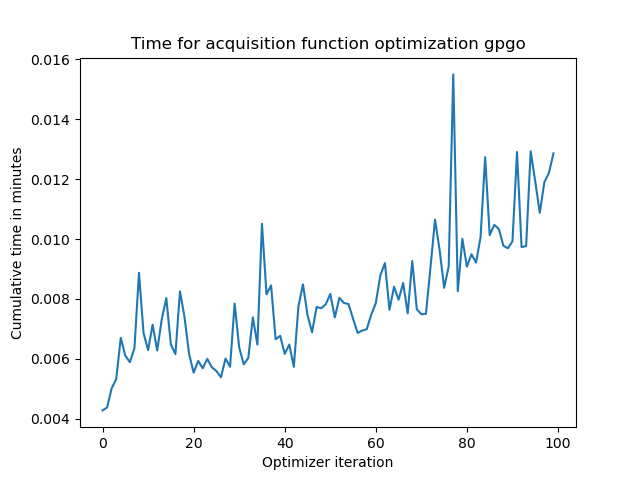 Time for acquisition function optimization gpgo
0.016
0.014
0.012
0.010
0.008
0.006
0.004
Cumulative time in minutes
0 20 40 60 80 100
Optimizer iteration